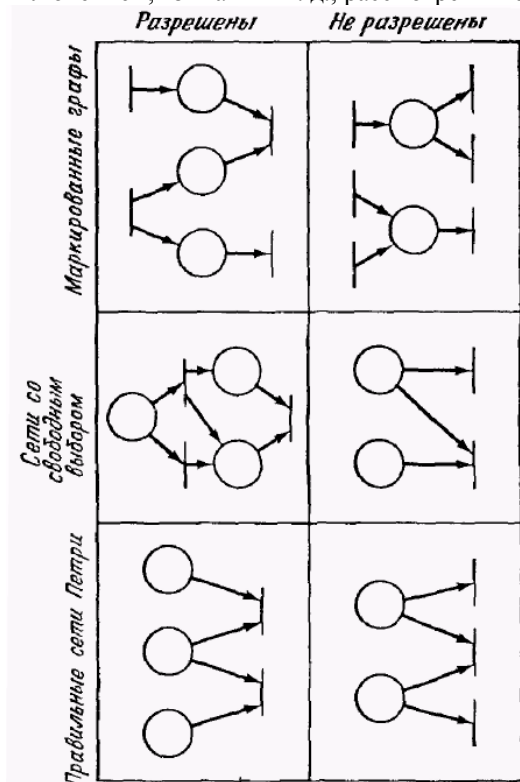 Разрешены
Не разрешены
Маркированные графы
Сети со
свободным
выбором
Правильные сети Петри